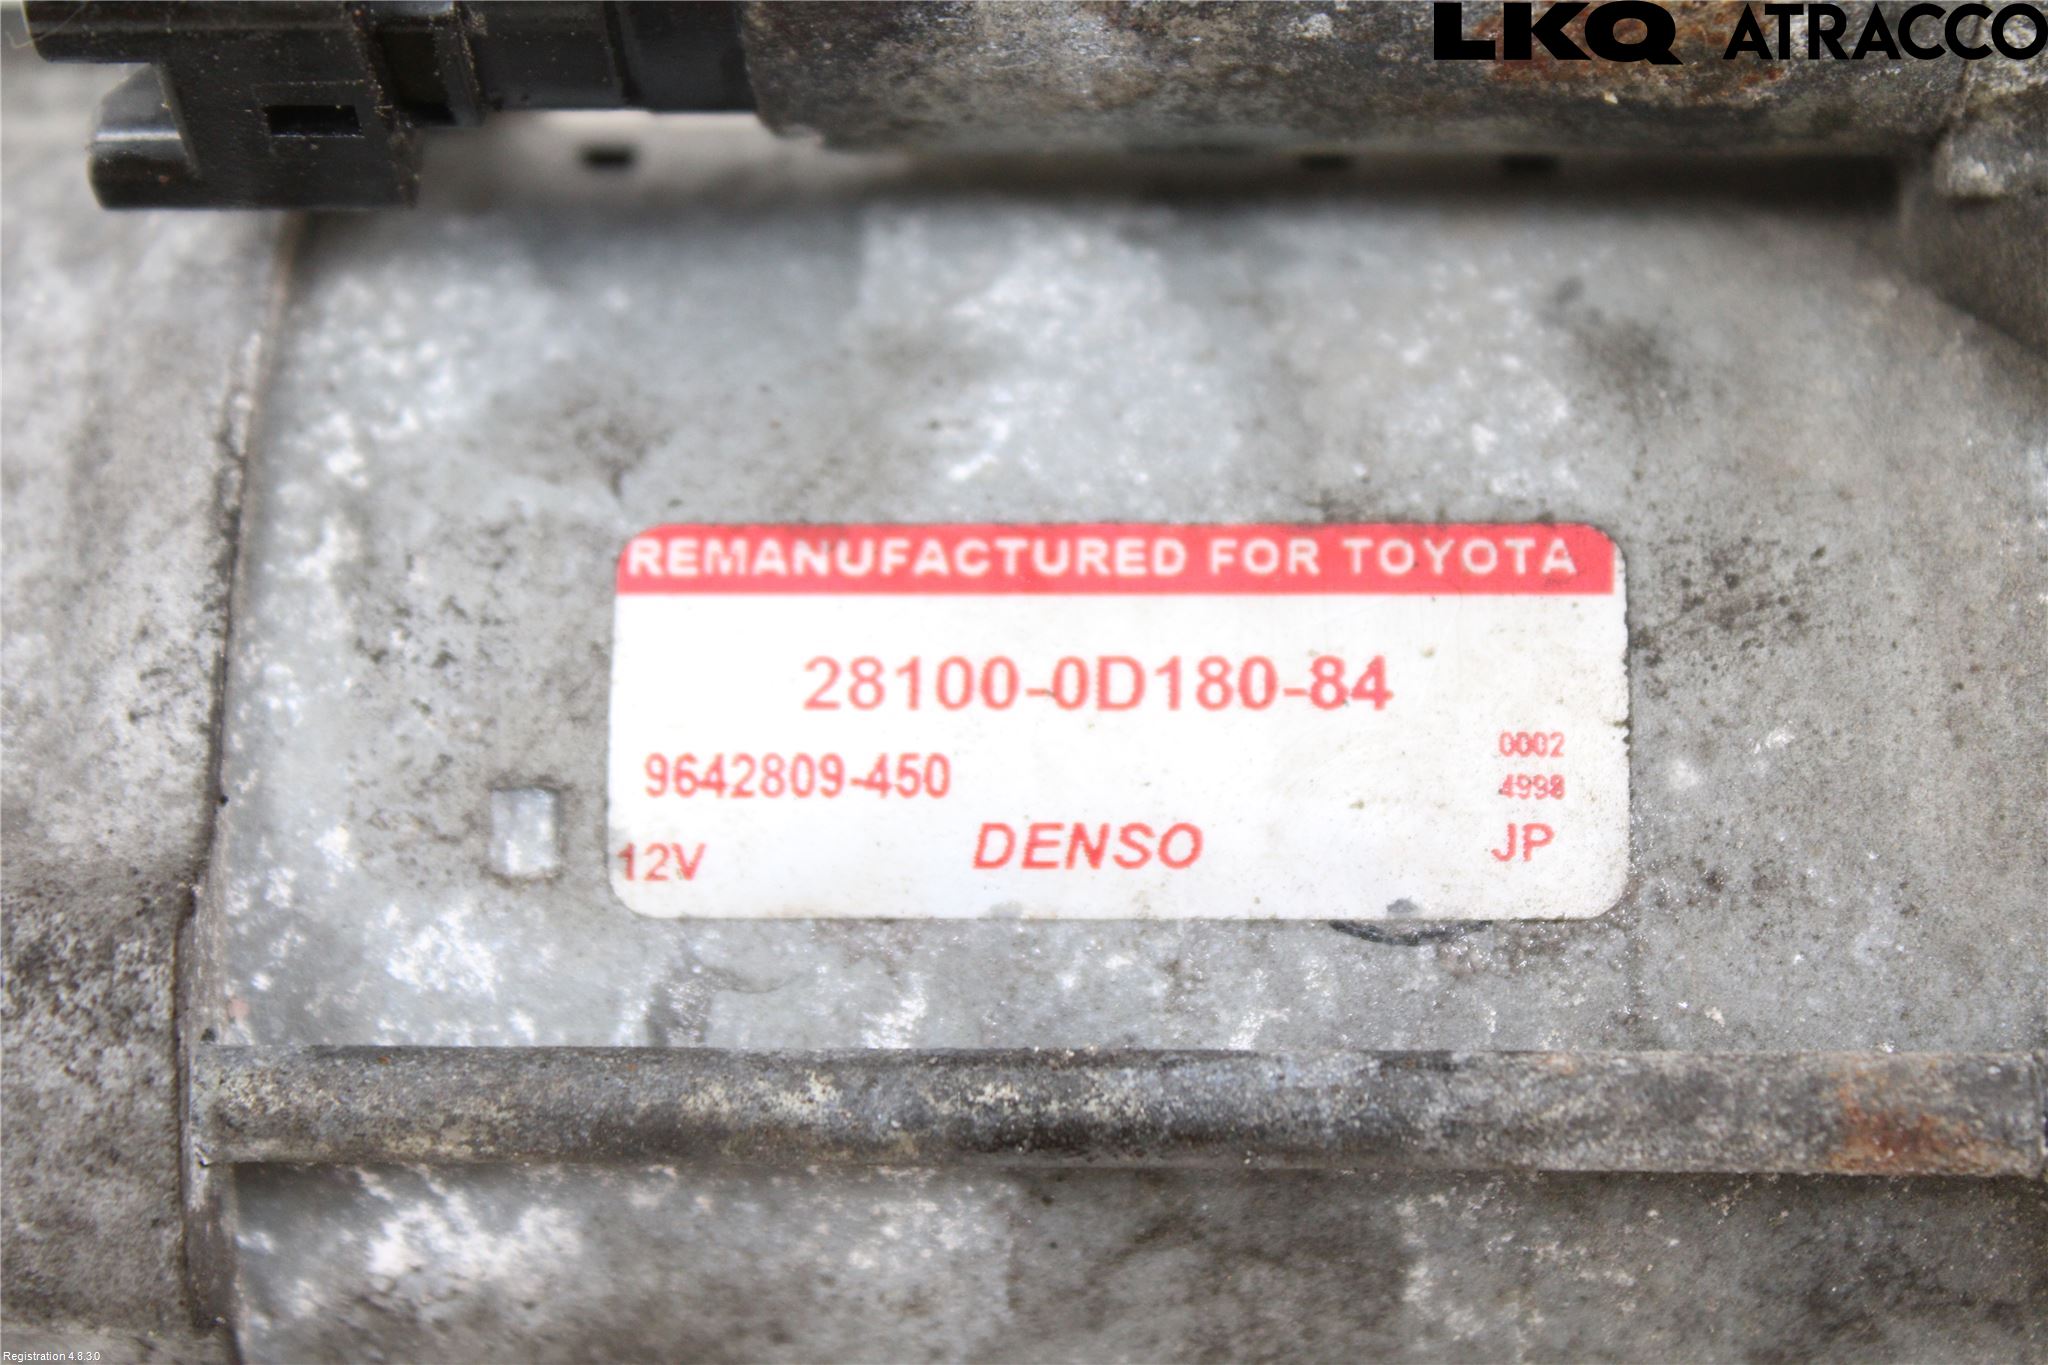 LKQ ATRACCO
REMANUFACTURED FOR TOYOTA
28100-0D180-84
0002
9642809-450
4998
12V
DENSO
JP
Registration 4.8.3.0